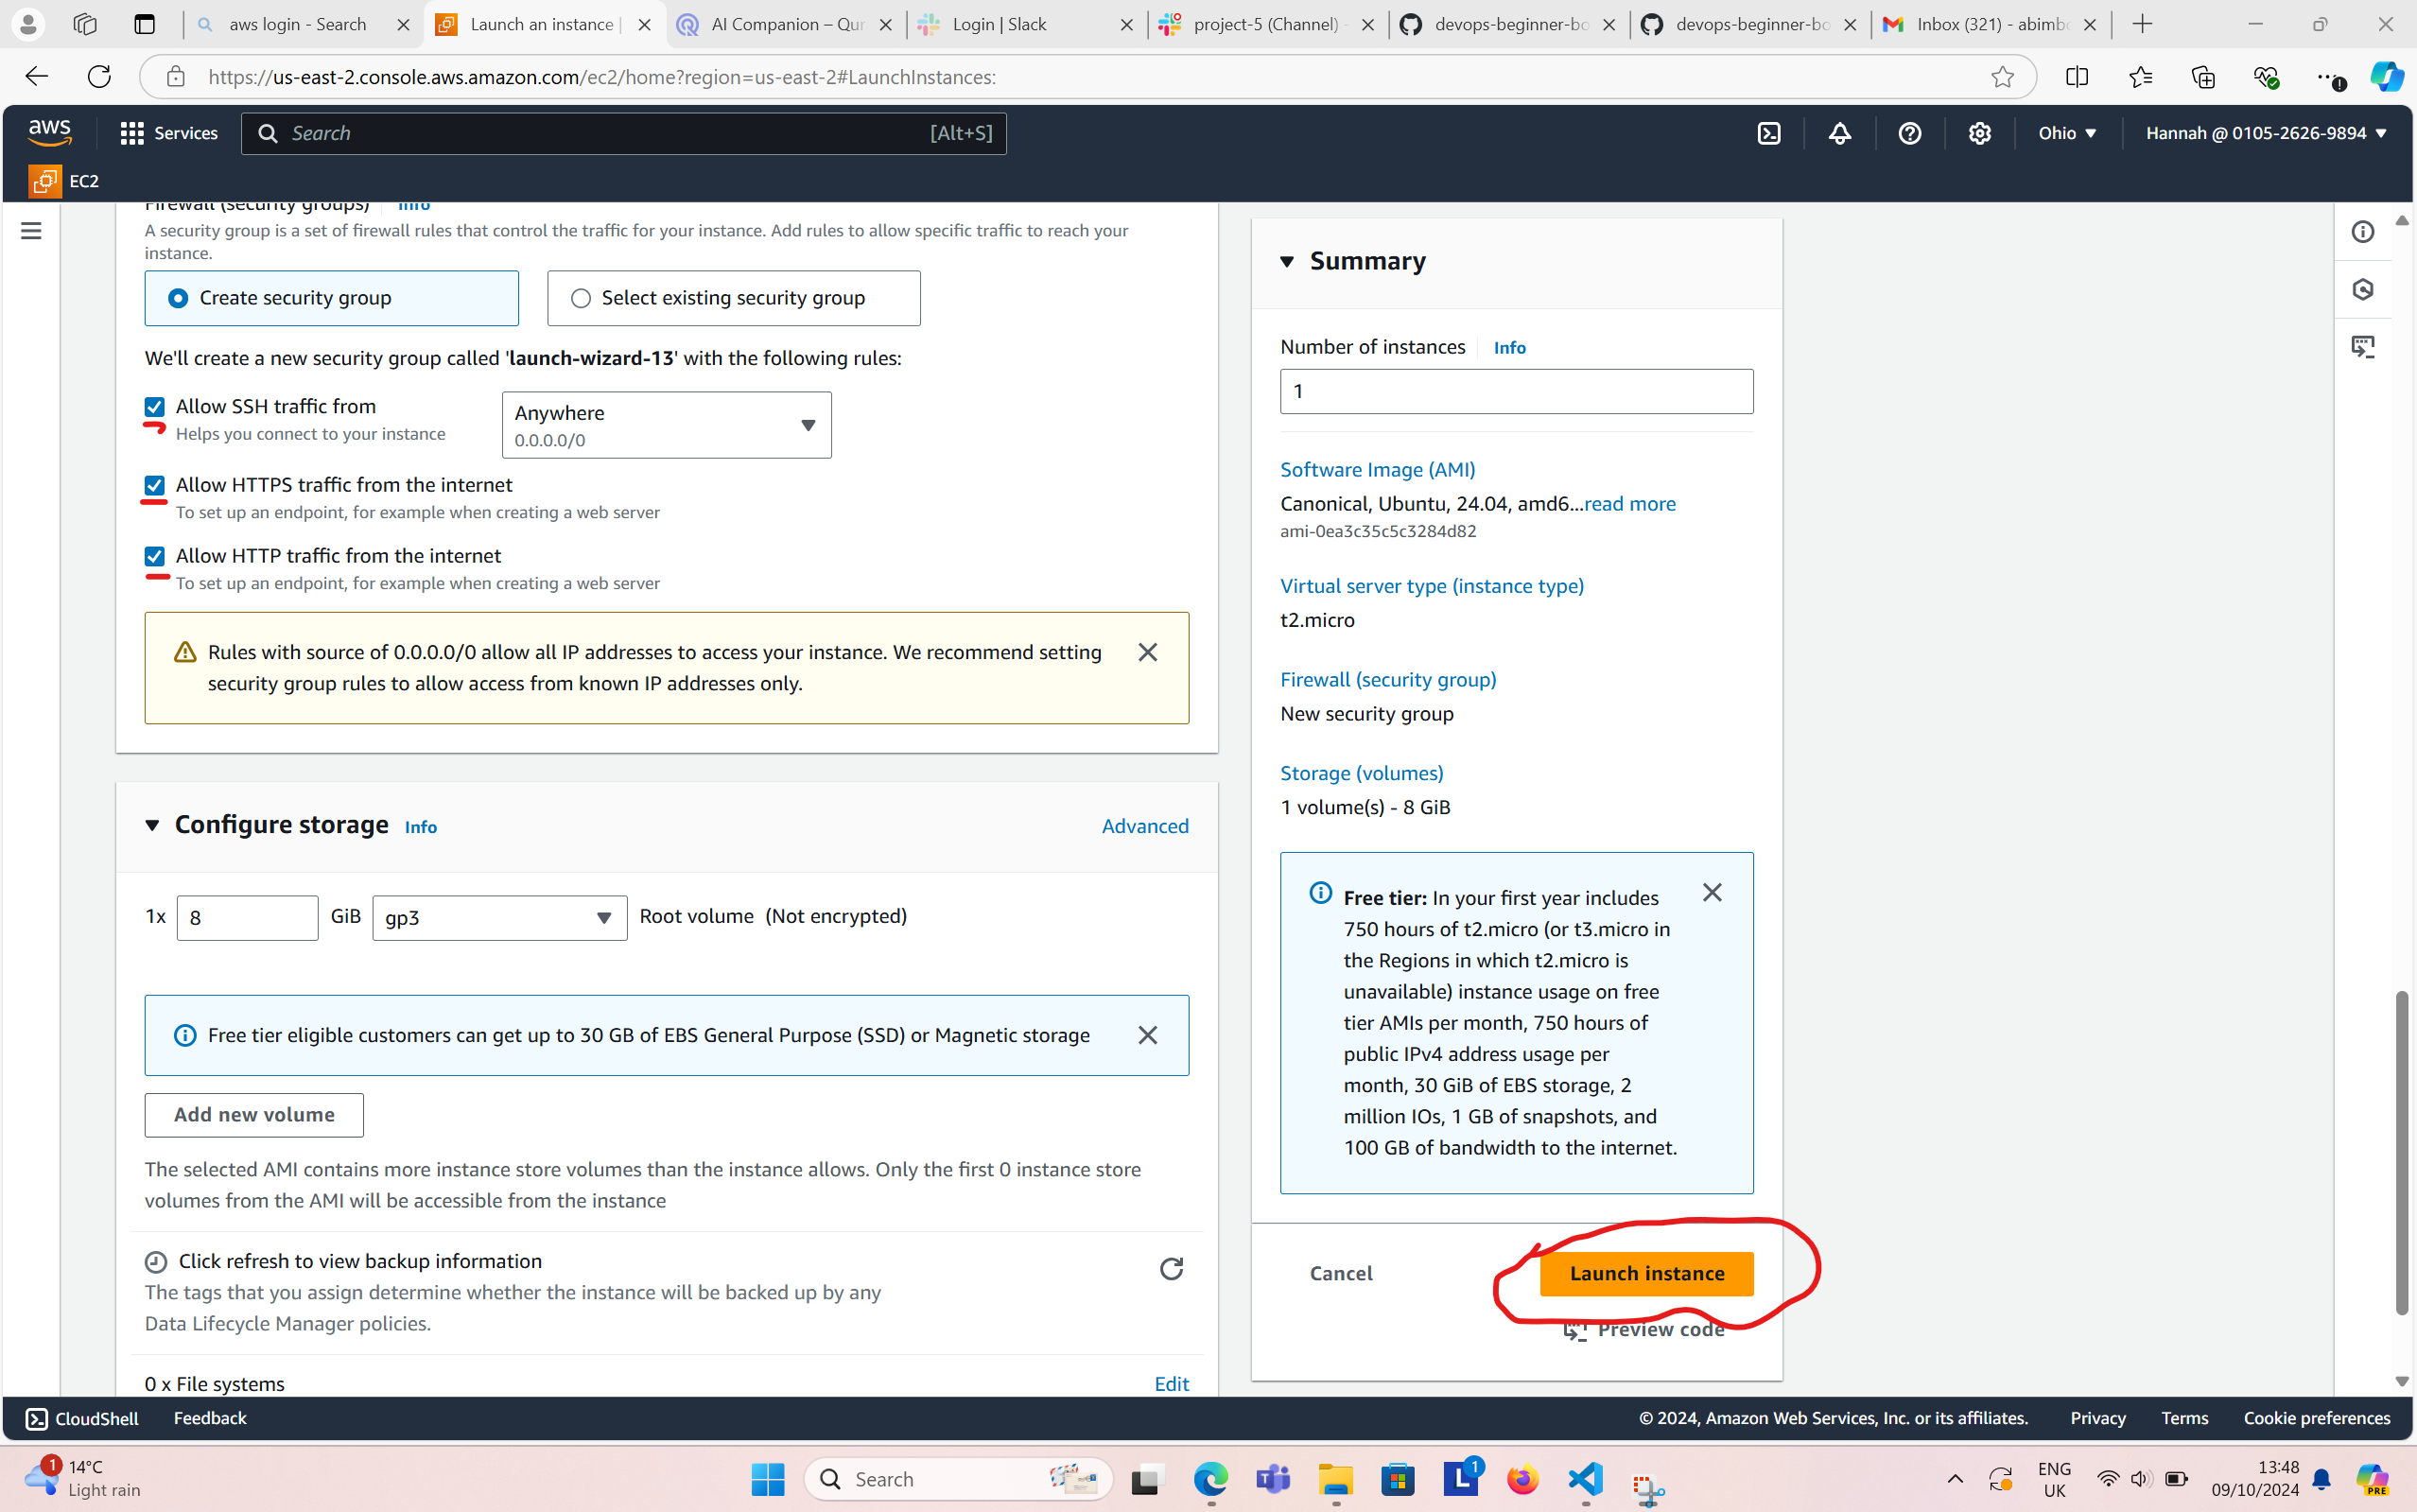 aws login - Search
Launch an instance |
AI Companion – Qur
Login | Slack
project-5 (Channel) -
devops-beginner-bo
devops-beginner-bo
Inbox (321) - abimbo
https://us-east-2.console.aws.amazon.com/ec2/home?region=us-east-2#LaunchInstances:
aws
Services
Search
[Alt+S]
Ohio
Hannah @ 0105-2626-9894
EC2
Firewall (security groups) Info
A security group is a set of firewall rules that control the traffic for your instance. Add rules to allow specific traffic to reach your
instance.
Create security group
Select existing security group
We'll create a new security group called 'launch-wizard-13' with the following rules:
Allow SSH traffic from
Helps you connect to your instance
Anywhere
0.0.0.0/0
Allow HTTPS traffic from the internet
To set up an endpoint, for example when creating a web server
Allow HTTP traffic from the internet
To set up an endpoint, for example when creating a web server
Rules with source of 0.0.0.0/0 allow all IP addresses to access your instance. We recommend setting
security group rules to allow access from known IP addresses only.
Configure storage Info
Advanced
1x 8 GiB gp3 Root volume (Not encrypted)
Free tier eligible customers can get up to 30 GB of EBS General Purpose (SSD) or Magnetic storage
Add new volume
The selected AMI contains more instance store volumes than the instance allows. Only the first 0 instance store
volumes from the AMI will be accessible from the instance
Click refresh to view backup information
The tags that you assign determine whether the instance will be backed up by any
Data Lifecycle Manager policies.
0 x File systems
Edit
Summary
Number of instances Info
1
Software Image (AMI)
Canonical, Ubuntu, 24.04, amd6...read more
ami-0ea3c35c5c3284d82
Virtual server type (instance type)
t2.micro
Firewall (security group)
New security group
Storage (volumes)
1 volume(s) - 8 GiB
Free tier: In your first year includes
750 hours of t2.micro (or t3.micro in
the Regions in which t2.micro is
unavailable) instance usage on free
tier AMIs per month, 750 hours of
public IPv4 address usage per
month, 30 GiB of EBS storage, 2
million IOs, 1 GB of snapshots, and
100 GB of bandwidth to the internet.
Cancel
Launch instance
Preview code
CloudShell
Feedback
© 2024, Amazon Web Services, Inc. or its affiliates.
Privacy
Terms
Cookie preferences
1
14°C
Light rain
Search
L
1
ENG
UK
13:48
09/10/2024
PRE